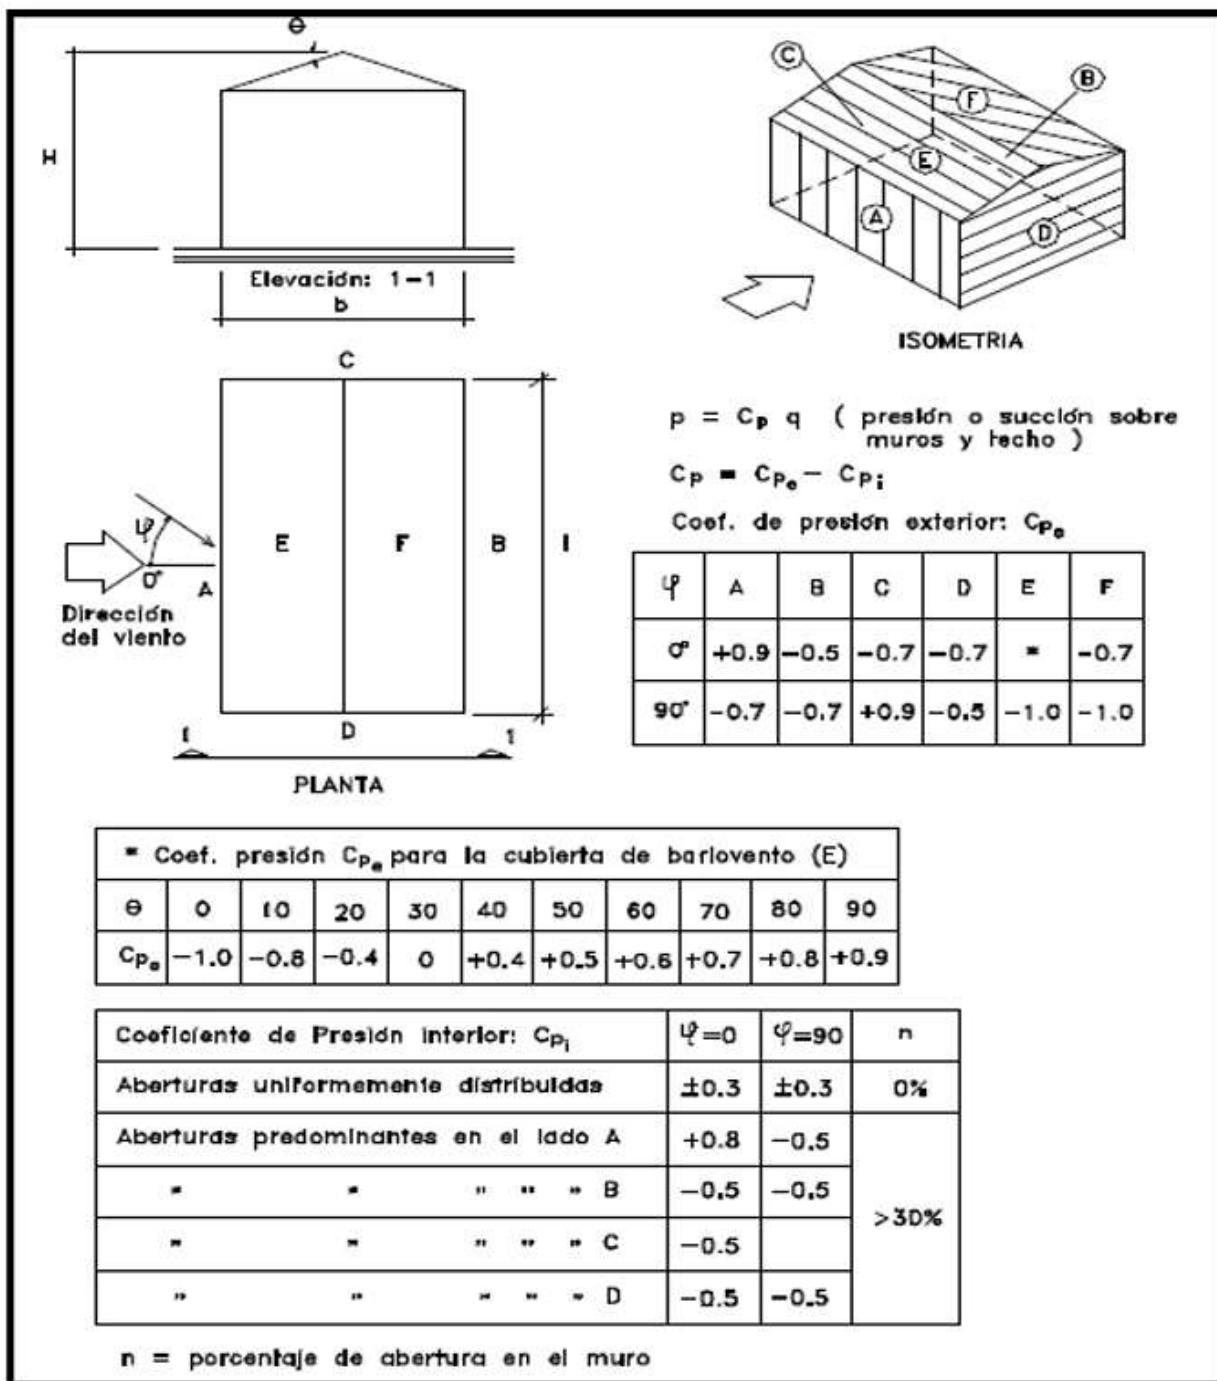 θ
H
Elevación: 1-1
b
C
B
F
E
A
D
ISOMETRIA
C
φ
0°
A
E
F
B
l
Dirección
del viento
D
1
1
PLANTA
p = Cp q ( presión o succión sobre
muros y techo )
Cp = Cpe - Cpi
Coef. de presión exterior: Cpe
φ A B C D E F
0° +0.9 -0.5 -0.7 -0.7 * -0.7
90° -0.7 -0.7 +0.9 -0.5 -1.0 -1.0
* Coef. presión Cpe para la cubierta de barlovento (E)
θ 0 10 20 30 40 50 60 70 80 90
Cpe -1.0 -0.8 -0.4 0 +0.4 +0.5 +0.6 +0.7 +0.8 +0.9
Coeficiente de Presión interior: Cpi φ=0 φ=90 n
Aberturas uniformemente distribuidas ±0.3 ±0.3 0%
Aberturas predominantes en el lado A +0.8 -0.5
" " " " " B -0.5 -0.5
>30%
" " " " " C -0.5
" " " " " D -0.5 -0.5
n = porcentaje de abertura en el muro